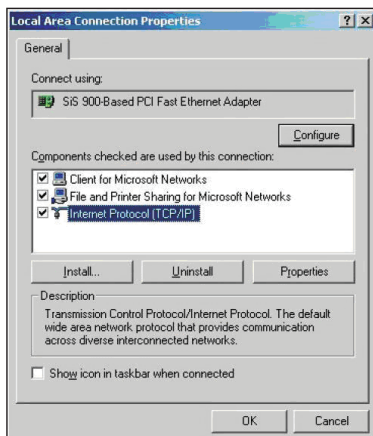 Local Area Connection Properties
General
Connect using:
SiS 900-Based PCI Fast Ethernet Adapter
Configure
Components checked are used by this connection:
Client for Microsoft Networks
File and Printer Sharing for Microsoft Networks
Internet Protocol (TCP/IP)
Install...
Uninstall
Properties
Description
Transmission Control Protocol/Internet Protocol. The default
wide area network protocol that provides communication
across diverse interconnected networks.
Show icon in taskbar when connected
OK
Cancel